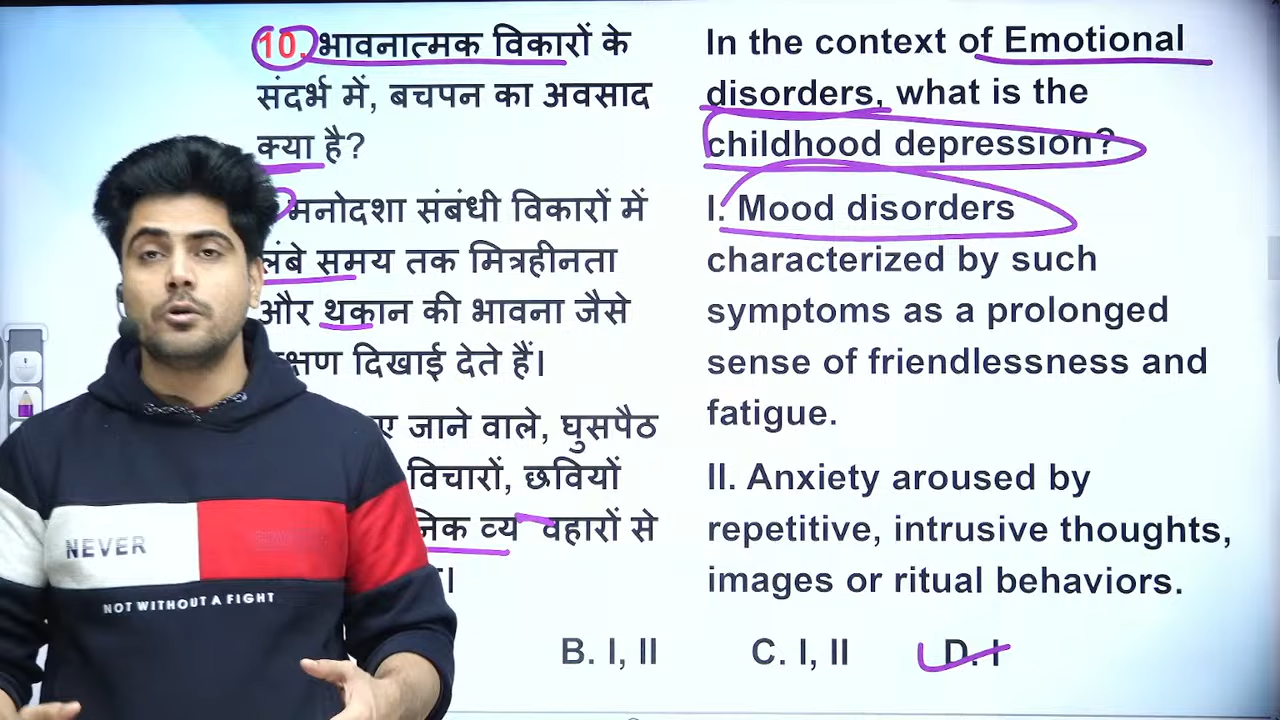 10. भावनात्मक विकारों के
संदर्भ में, बचपन का अवसाद
क्या है?
मनोदशा संबंधी विकारों में
लंबे समय तक मित्रहीनता
और थकान की भावना जैसे
दिखाई देते हैं।
जाने वाले, घुसपैठ
विचारों, छवियों
व्य वहारों से
In the context of Emotional
disorders, what is the
childhood depression?
I. Mood disorders
characterized by such
symptoms as a prolonged
sense of friendlessness and
fatigue.
II. Anxiety aroused by
repetitive, intrusive thoughts,
images or ritual behaviors.
B. I, II C. I, II D. I
NEVER
NOT WITHOUT A FIGHT